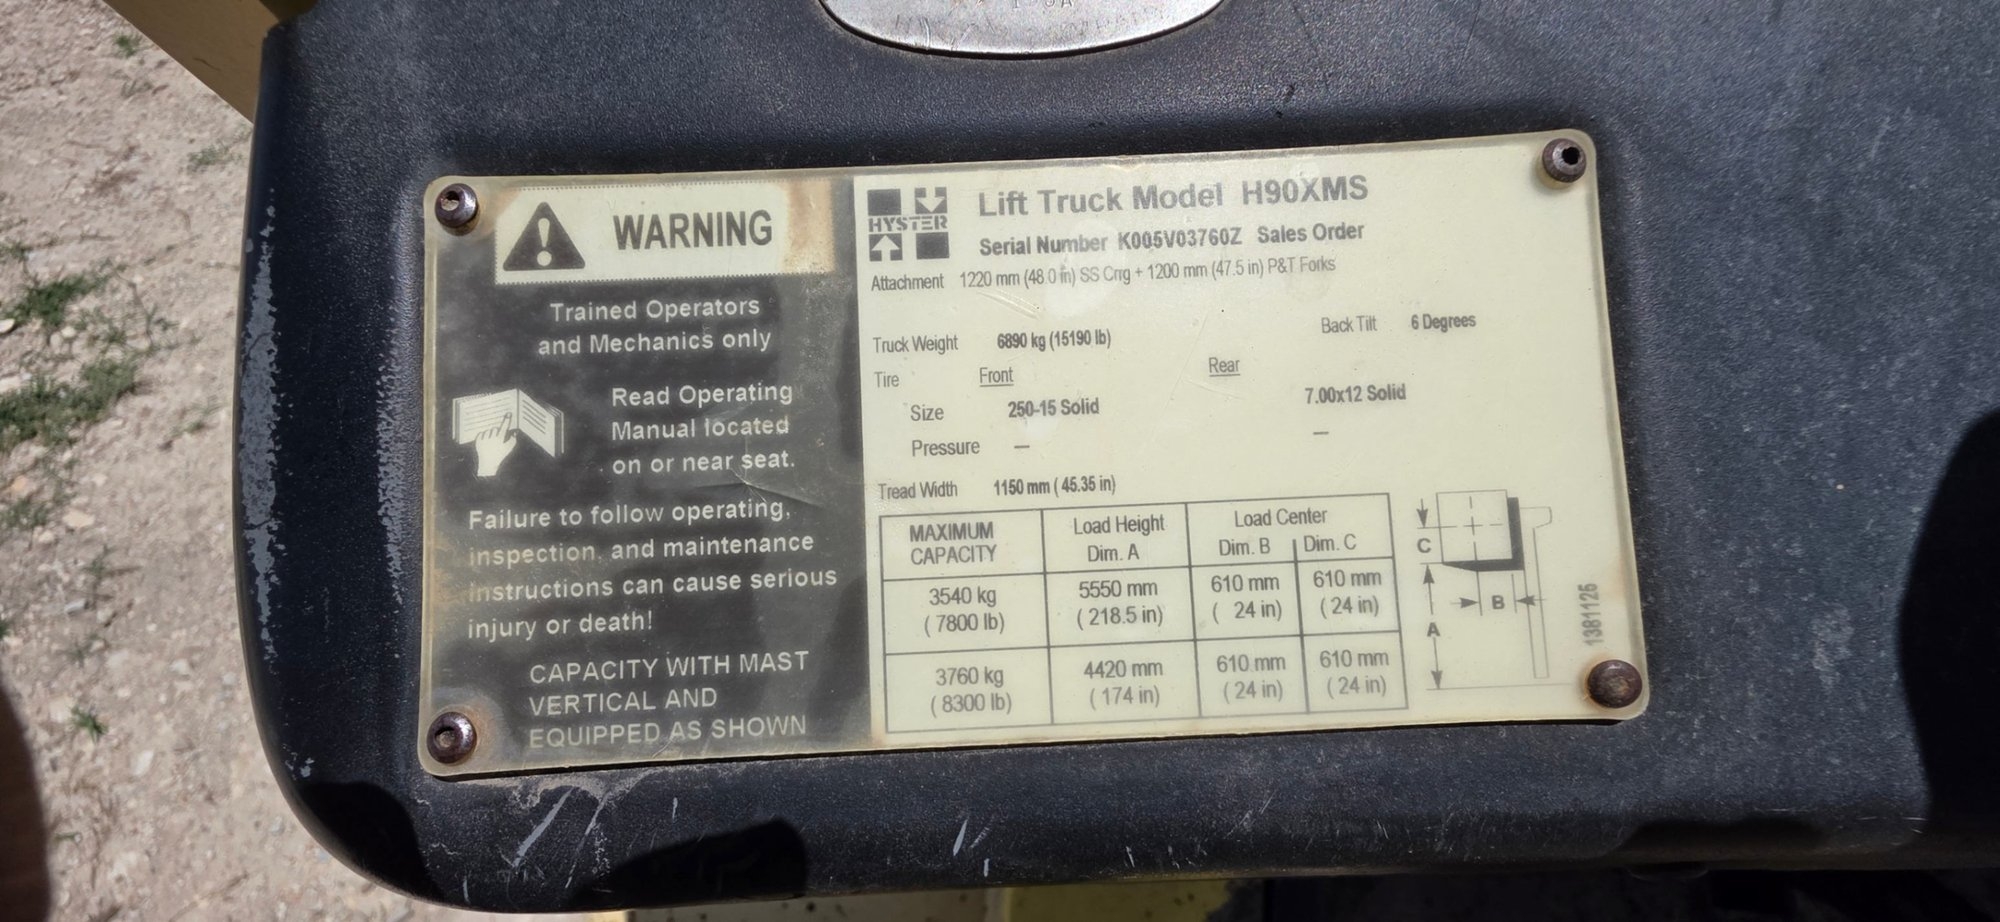 WARNING
Trained Operators
and Mechanics only
Read Operating
Manual located
on or near seat.
Failure to follow operating,
inspection, and maintenance
instructions can cause serious
injury or death!
CAPACITY WITH MAST
VERTICAL AND
EQUIPPED AS SHOWN
HYSTER
Lift Truck Model H90XMS
Serial Number K005V03760Z Sales Order
Attachment 1220 mm (48.0 in) SS Crrg + 1200 mm (47.5 in) P&T Forks
Truck Weight 6890 kg (15190 lb) Back Tilt 6 Degrees
Tire Front Rear
Size 250-15 Solid 7.00x12 Solid
Pressure — —
Tread Width 1150 mm ( 45.35 in)
MAXIMUM CAPACITY Load Height Dim. A Load Center Dim. B Dim. C
3540 kg 5550 mm 610 mm 610 mm
( 7800 lb) ( 218.5 in) ( 24 in) ( 24 in)
3760 kg 4420 mm 610 mm 610 mm
( 8300 lb) ( 174 in) ( 24 in) ( 24 in)
C
B
A
1381126